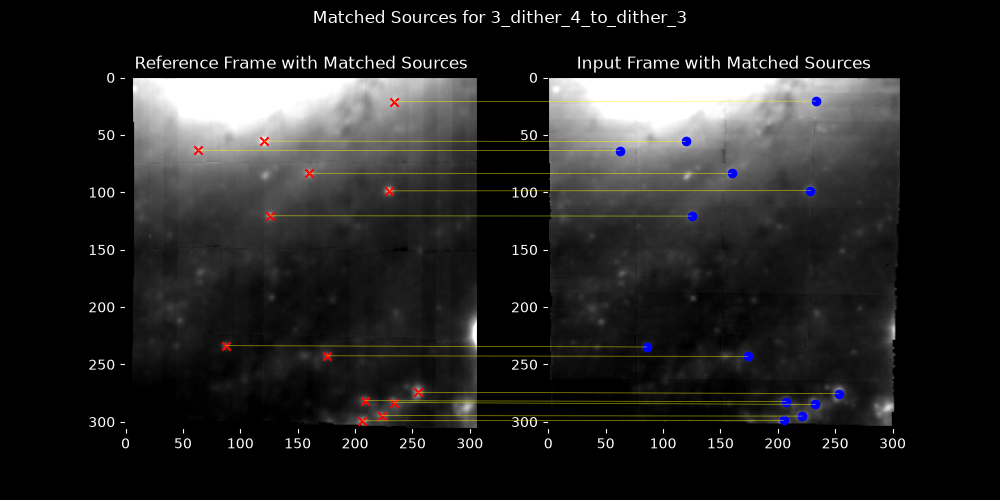 Matched Sources for 3_dither_4_to_dither_3
Reference Frame with Matched Sources
Input Frame with Matched Sources
0
50
100
150
200
250
300
0 50 100 150 200 250 300
0
50
100
150
200
250
300
0 50 100 150 200 250 300